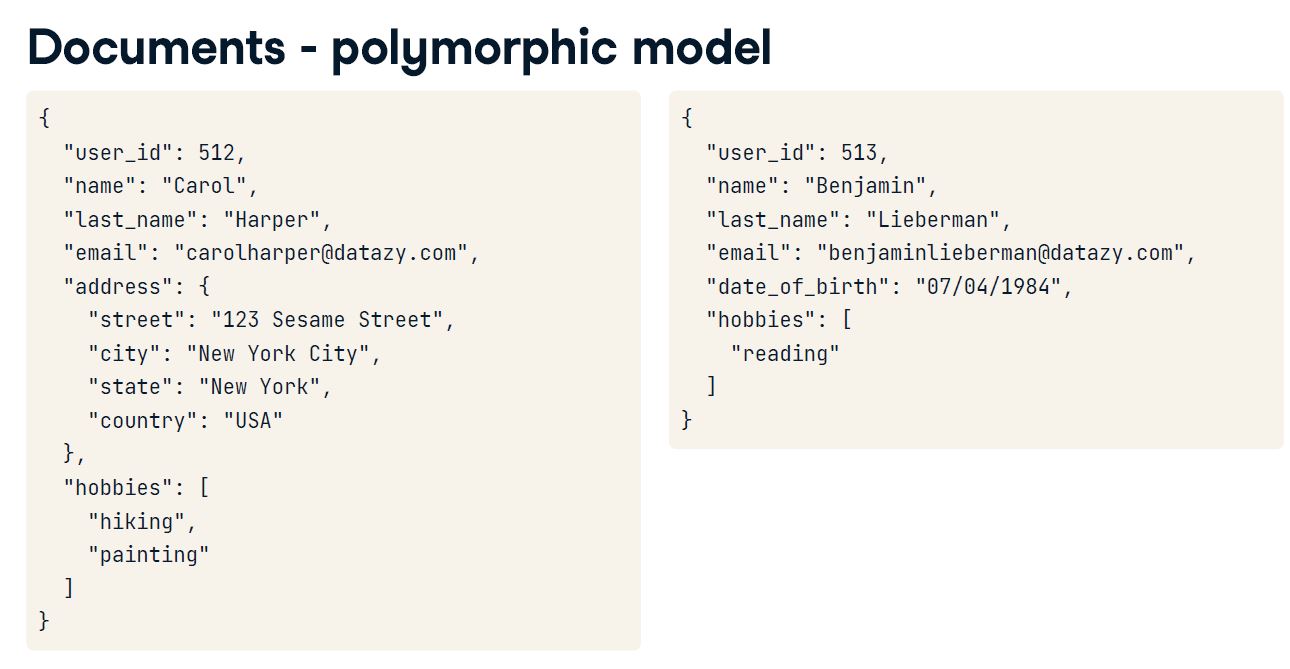 Documents - polymorphic model
{
  "user_id": 512,
  "name": "Carol",
  "last_name": "Harper",
  "email": "carolharper@datazy.com",
  "address": {
    "street": "123 Sesame Street",
    "city": "New York City",
    "state": "New York",
    "country": "USA"
  },
  "hobbies": [
    "hiking",
    "painting"
  ]
}
{
  "user_id": 513,
  "name": "Benjamin",
  "last_name": "Lieberman",
  "email": "benjaminlieberman@datazy.com",
  "date_of_birth": "07/04/1984",
  "hobbies": [
    "reading"
  ]
}